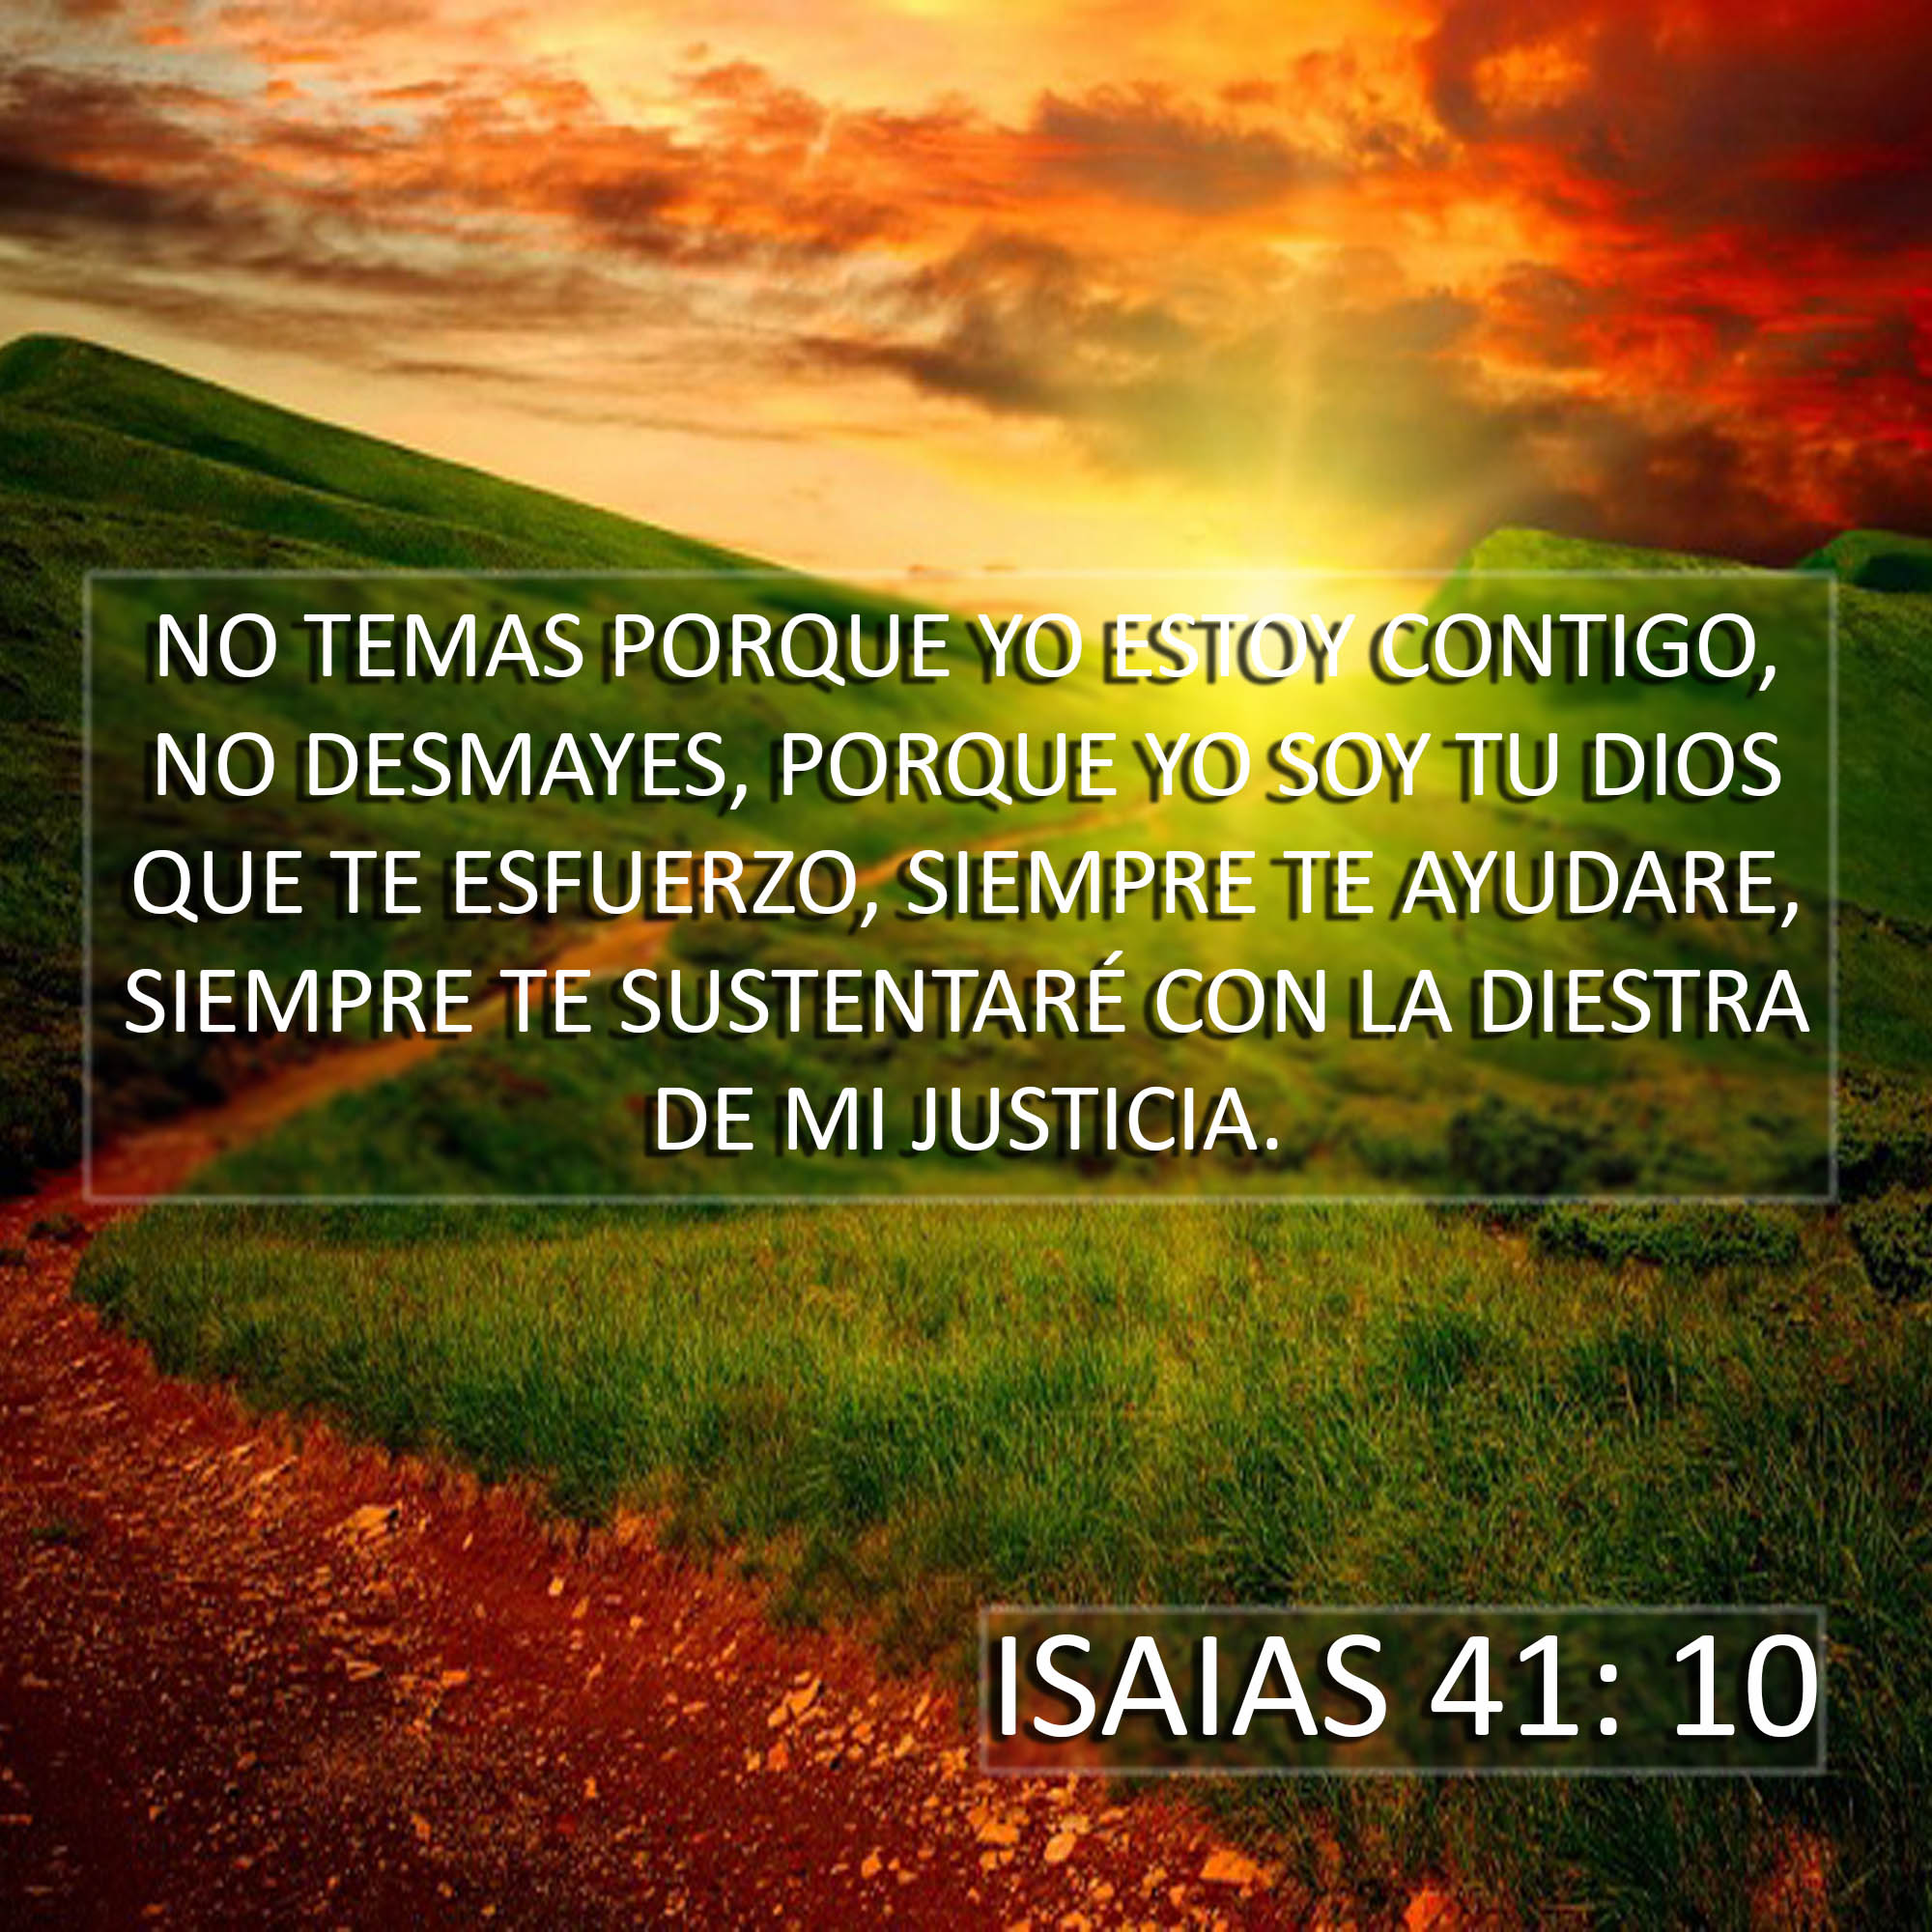 NO TEMAS PORQUE YO ESTOY CONTIGO,
NO DESMAYES, PORQUE YO SOY TU DIOS
QUE TE ESFUERZO, SIEMPRE TE AYUDARE,
SIEMPRE TE SUSTENTARÉ CON LA DIESTRA
DE MI JUSTICIA.
ISAIAS 41: 10